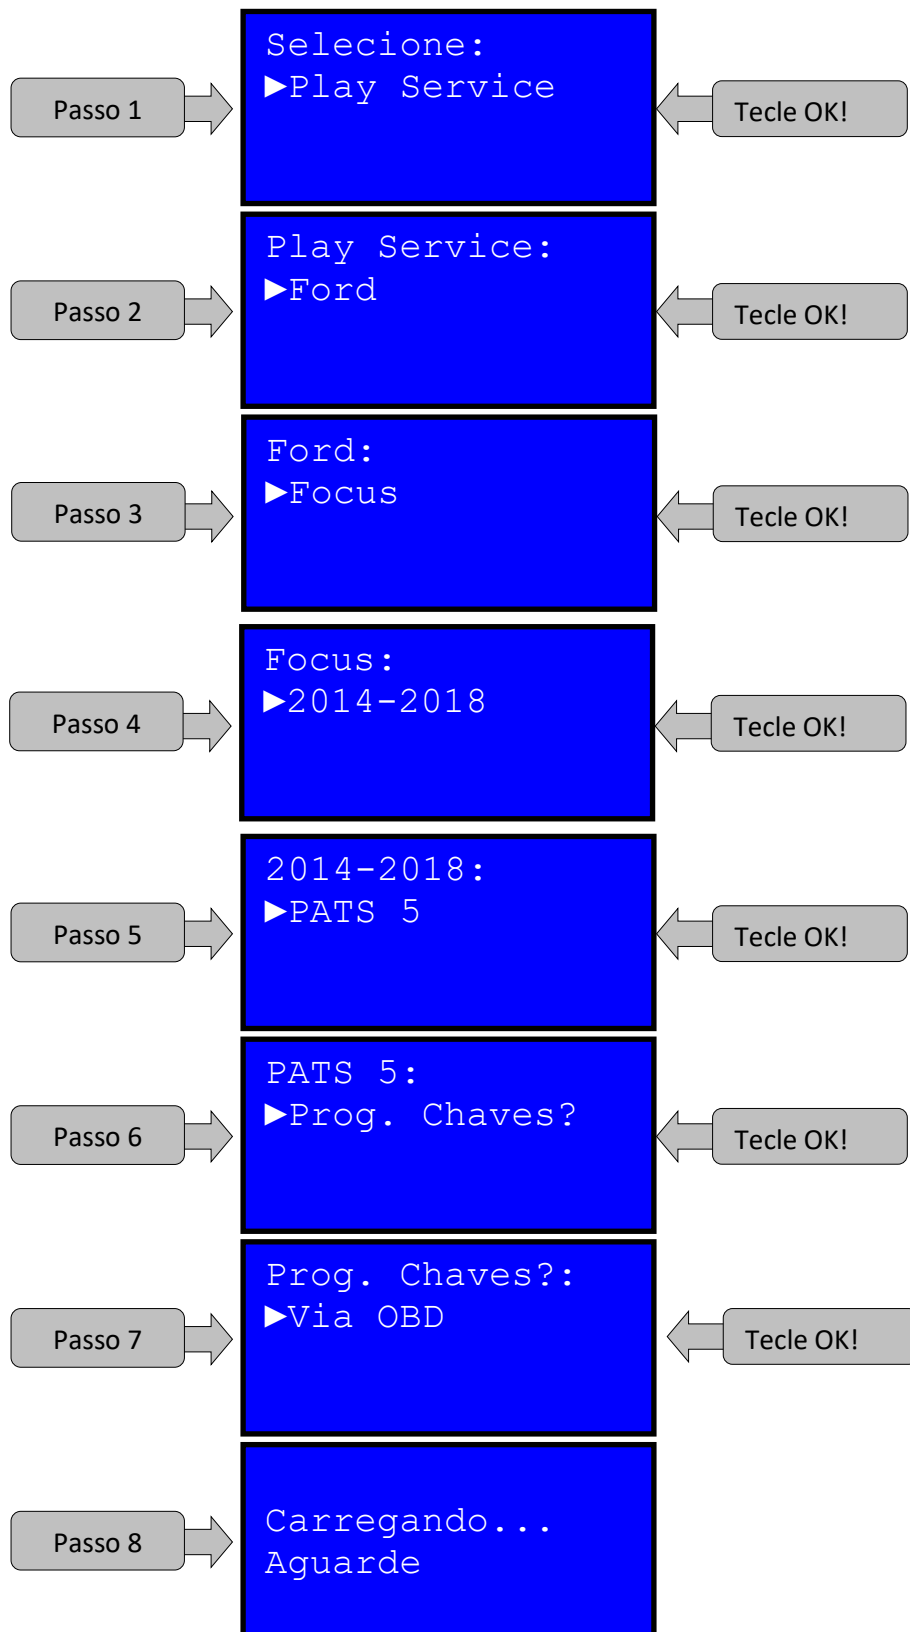 Selecione:
Passo 1
►Play Service
Tecle OK!
Play Service:
Passo 2
►Ford
Tecle OK!
Ford:
Passo 3
►Focus
Tecle OK!
Focus:
Passo 4
►2014-2018
Tecle OK!
2014-2018:
Passo 5
►PATS 5
Tecle OK!
PATS 5:
Passo 6
►Prog. Chaves?
Tecle OK!
Prog. Chaves?:
Passo 7
►Via OBD
Tecle OK!
Passo 8
Carregando...
Aguarde